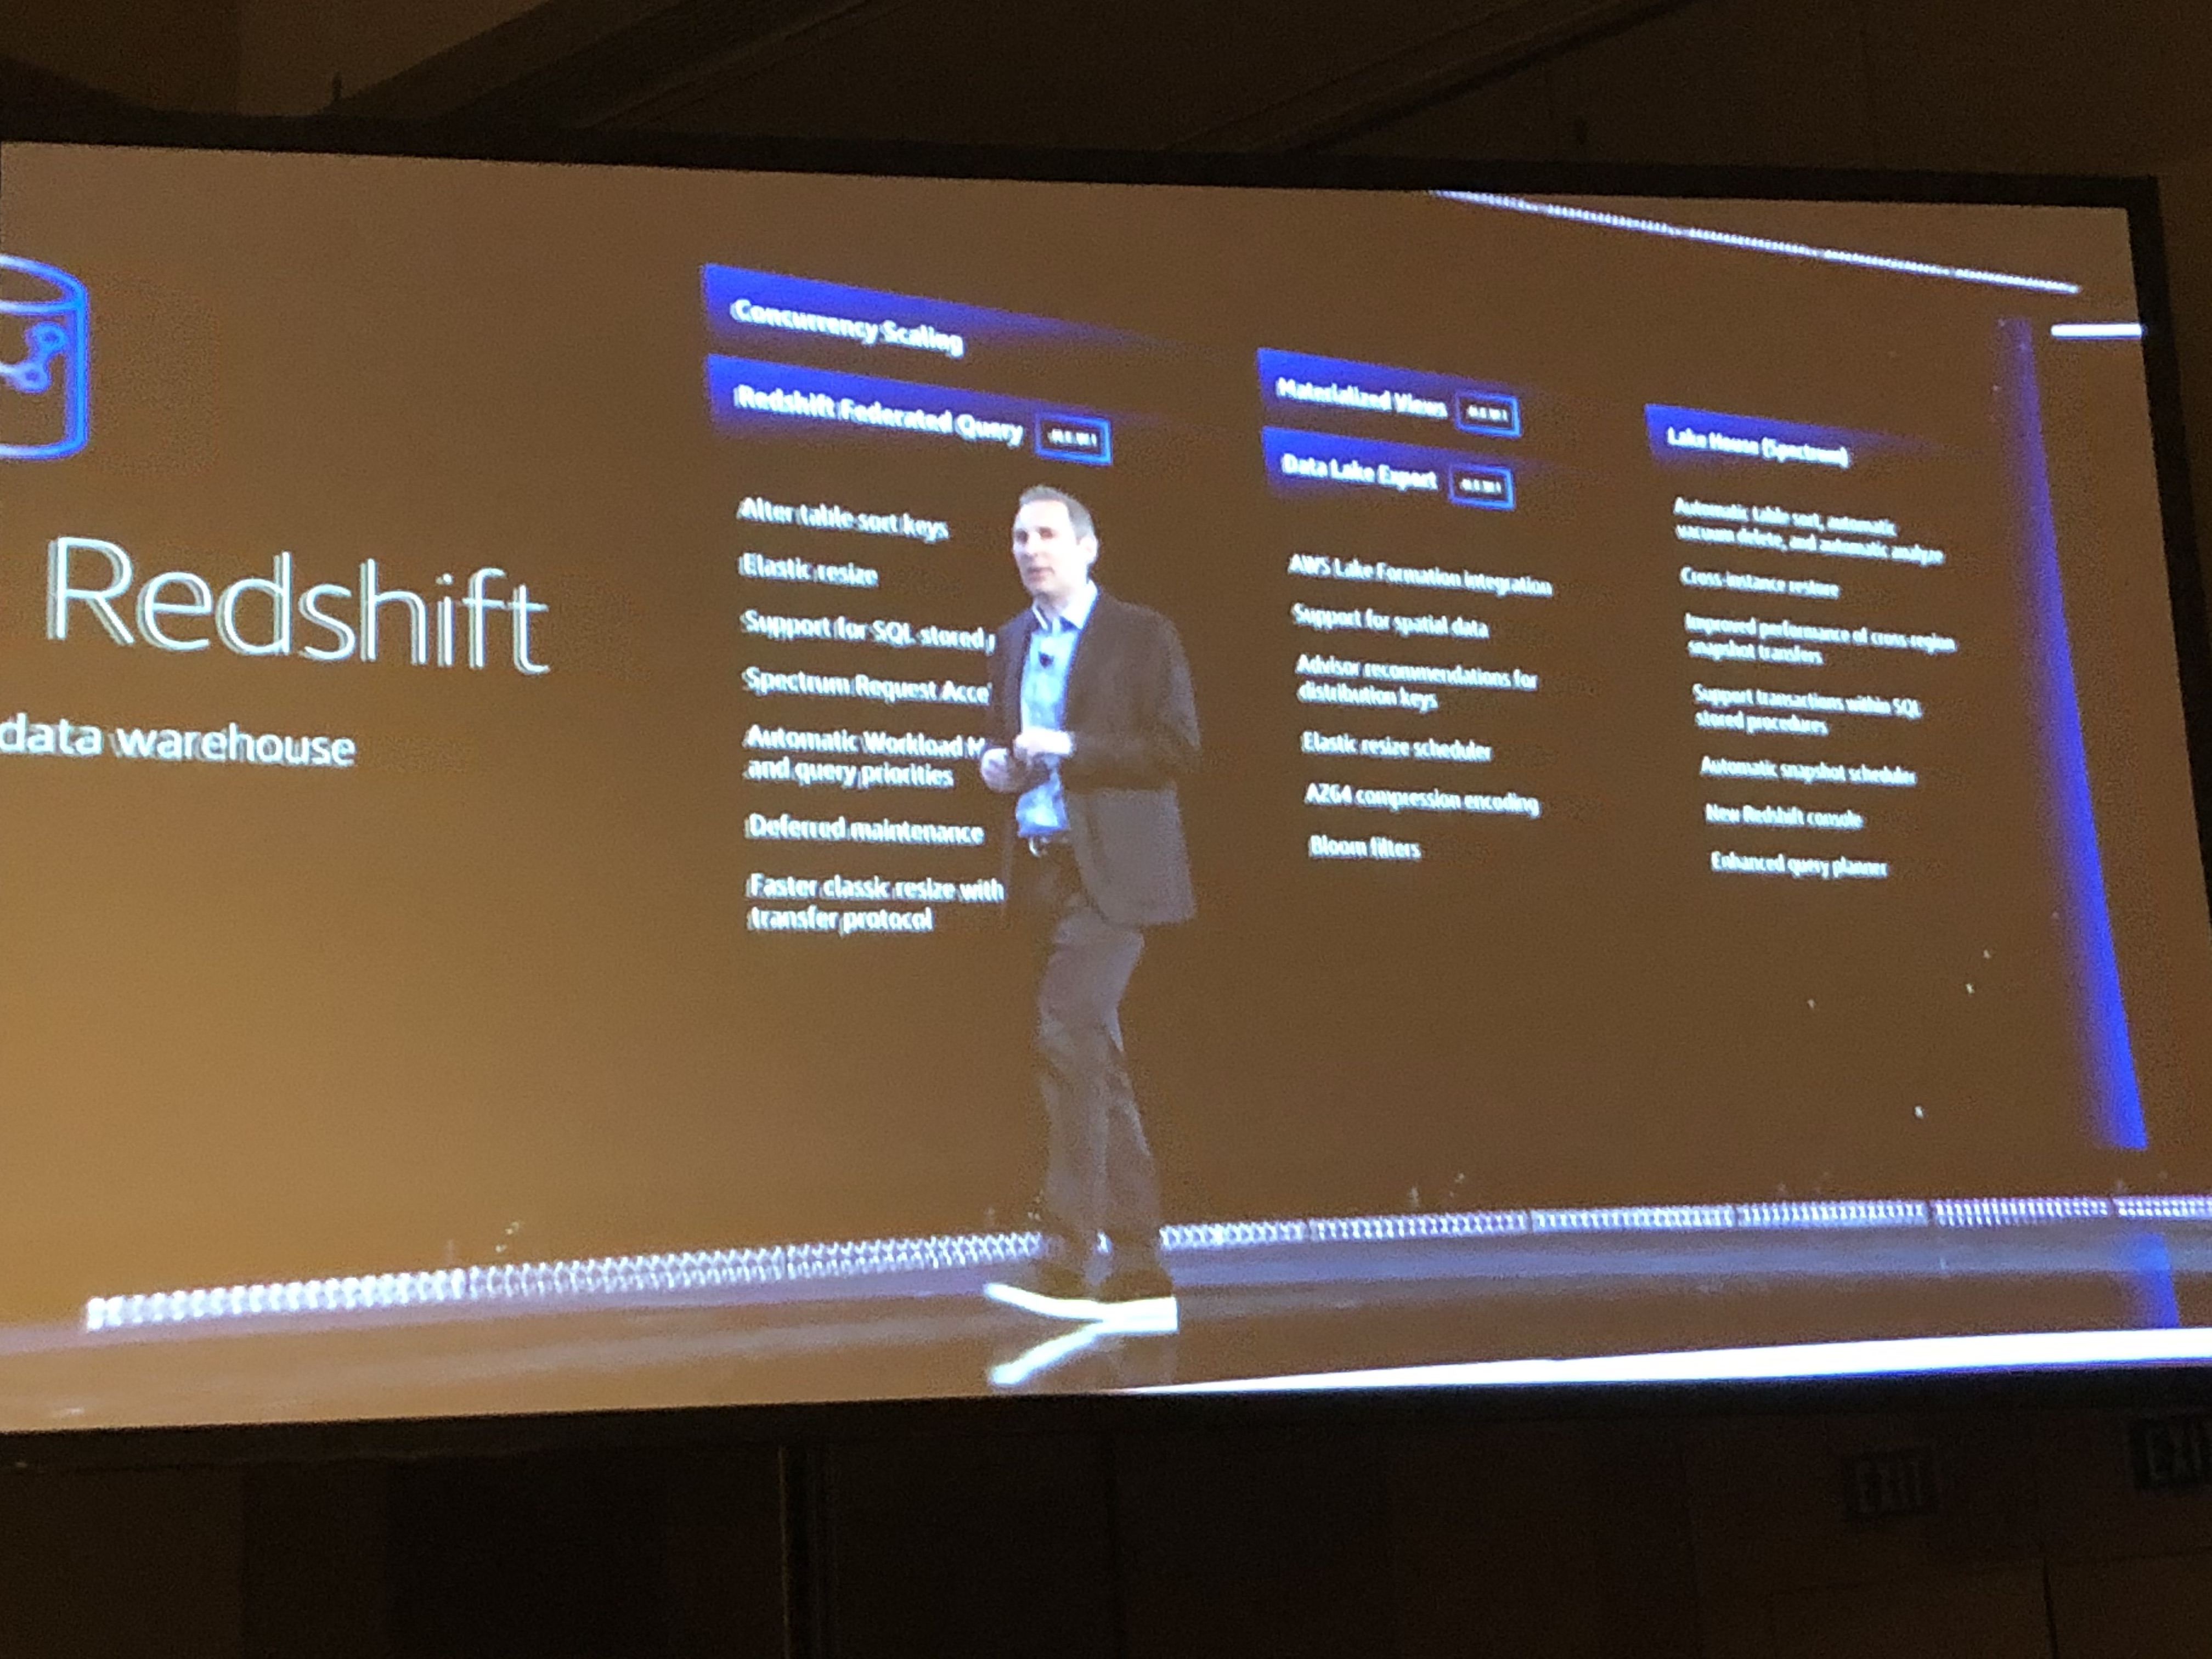 Redshift
data warehouse
Concurrency Scaling
Redshift Federated Query NEW!
Alter table sort keys
Elastic resize
Support for SQL stored
Spectrum Request Acce
Automatic Workload
and query priorities
Deferred maintenance
Faster classic resize with
transfer protocol
Materialized Views NEW!
Data Lake Export NEW!
AWS Lake Formation integration
Support for spatial data
Advisor recommendations for
distribution keys
Elastic resize scheduler
AZ64 compression encoding
Bloom filters
Lake House (Spectrum)
Automatic table sort, automatic
vacuum delete, and automatic analyze
Cross-instance restore
Improved performance of cross-region
snapshot transfers
Support transactions within SQL
stored procedures
Automatic snapshot scheduler
New Redshift console
Enhanced query planner
EXIT
EXIT